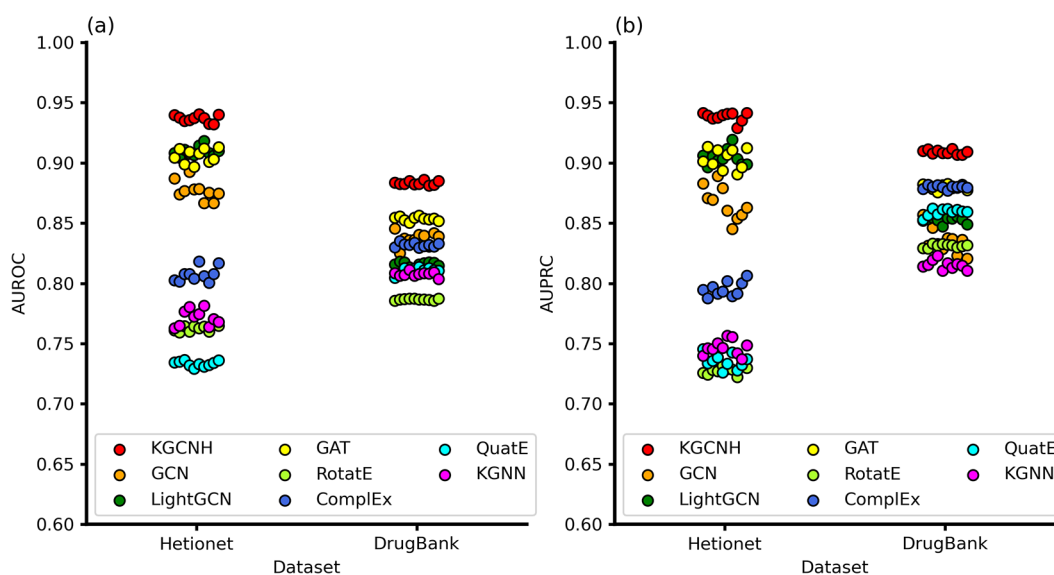 (a)
1.00
0.95
0.90
0.85
0.80
0.75
0.70
0.65
0.60
AUROC
KGCNH GAT QuatE
GCN RotatE KGNN
LightGCN ComplEx
Hetionet DrugBank
Dataset
(b)
1.00
0.95
0.90
0.85
0.80
0.75
0.70
0.65
0.60
AUPRC
KGCNH GAT QuatE
GCN RotatE KGNN
LightGCN ComplEx
Hetionet DrugBank
Dataset